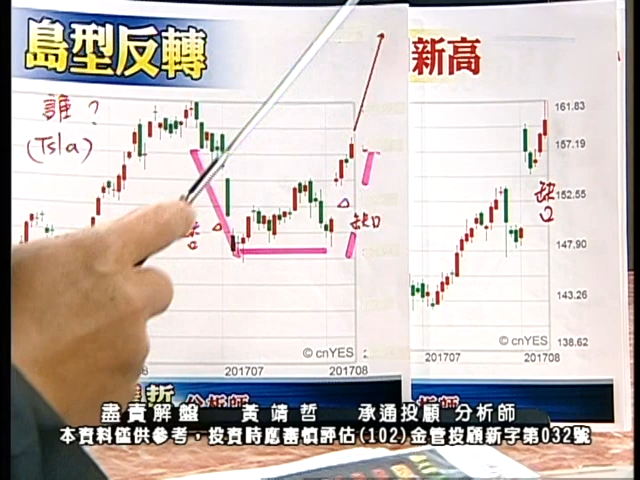 島型反轉
新高
誰?
(Tsla)
缺口
缺口
161.83
157.19
152.55
147.90
143.26
138.62
© cnYES
© cnYES
201707
201708
201707
201708
盡責解盤 黃靖哲 承通投顧 分析師
本資料僅供參考,投資時應審慎評估(102)金管投顧新字第032號